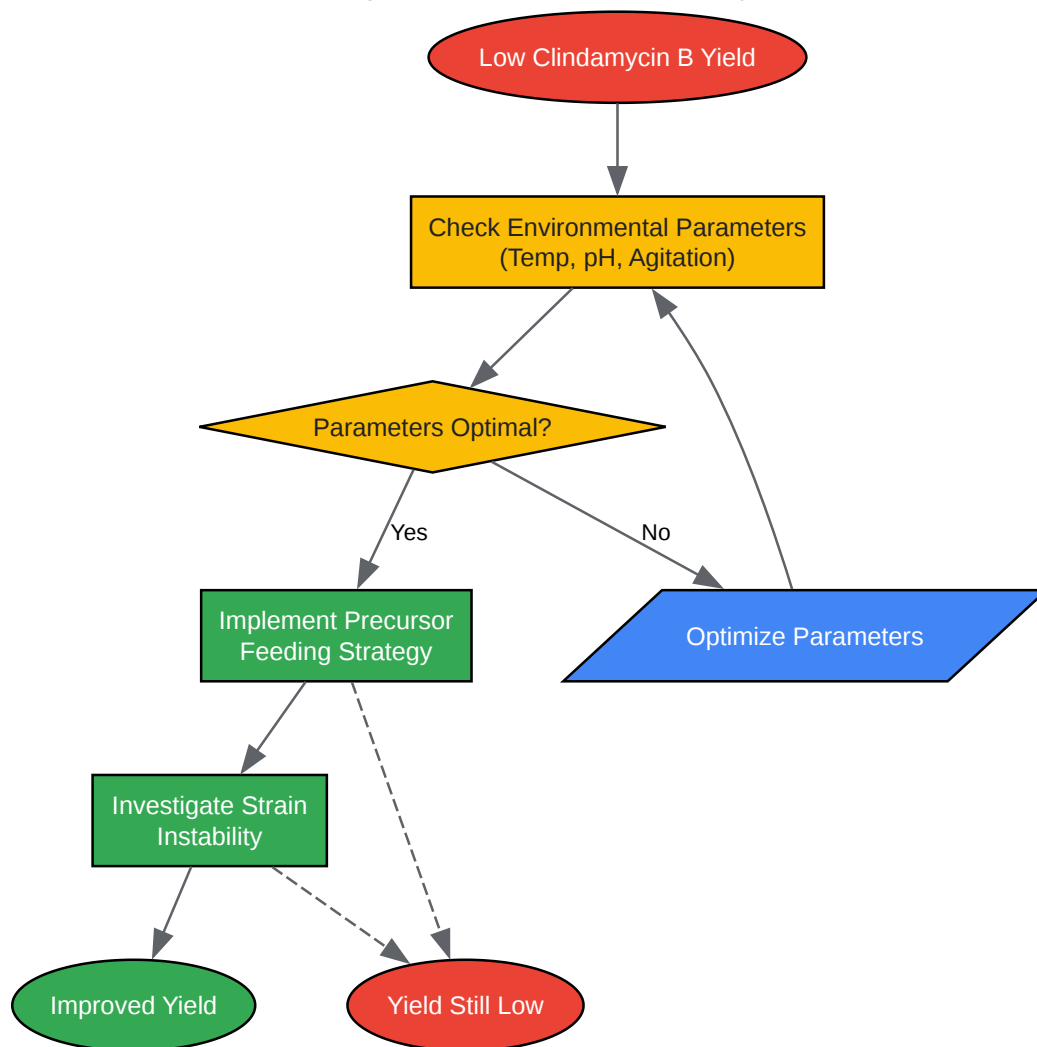 Low Clindamycin B Yield
Check Environmental Parameters
(Temp, pH, Agitation)
Parameters Optimal?
Yes
No
Implement Precursor
Feeding Strategy
Optimize Parameters
Investigate Strain
Instability
Improved Yield
Yield Still Low